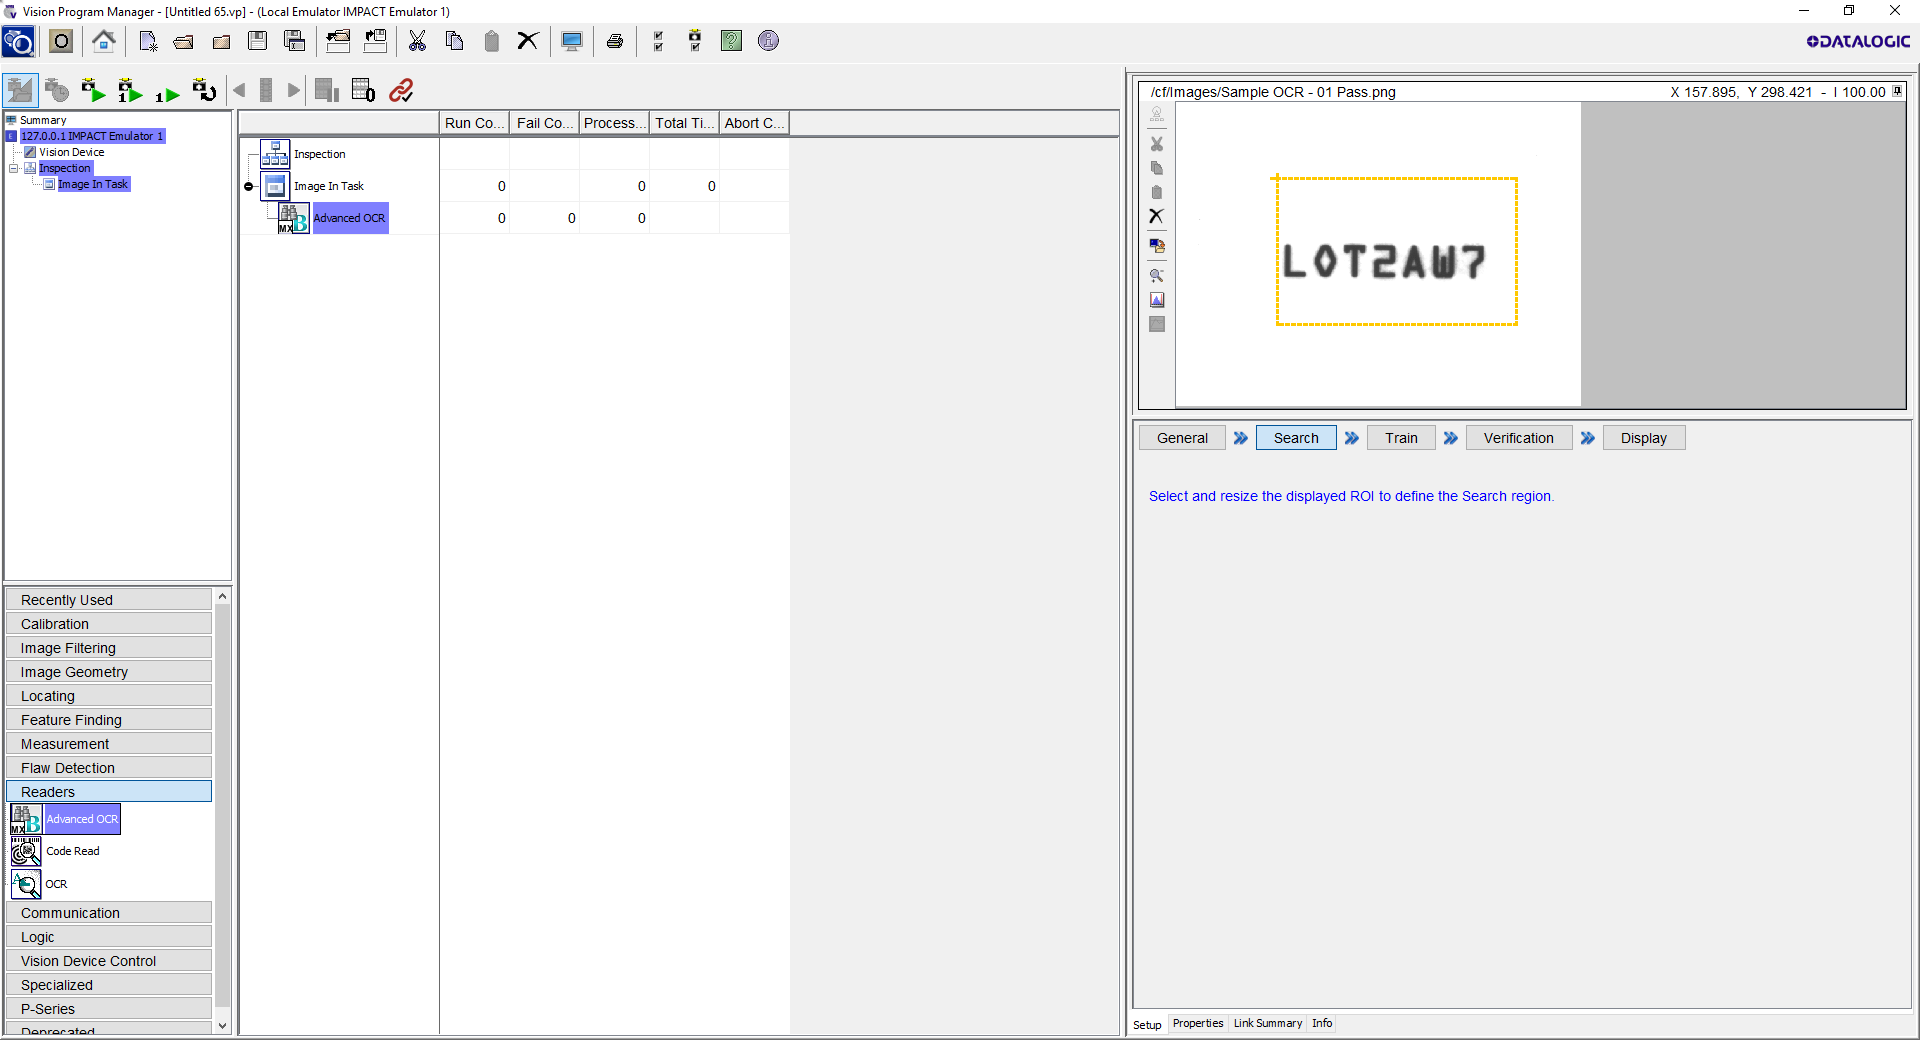 Vision Program Manager - [Untitled 65.vp] - (Local Emulator IMPACT Emulator 1)
DATALOGIC
Summary
127.0.0.1 IMPACT Emulator 1
Vision Device
Inspection
Image In Task
Run Co... Fail Co... Process... Total Ti... Abort C...
Inspection
Image In Task 0 0 0
Advanced OCR 0 0 0
/cf/Images/Sample OCR - 01 Pass.png X 157.895, Y 298.421 - I 100.00
LOT2AW7
General Search Train Verification Display
Select and resize the displayed ROI to define the Search region.
Recently Used
Calibration
Image Filtering
Image Geometry
Locating
Feature Finding
Measurement
Flaw Detection
Readers
Advanced OCR
Code Read
OCR
Communication
Logic
Vision Device Control
Specialized
P-Series
Deprecated
Setup Properties Link Summary Info